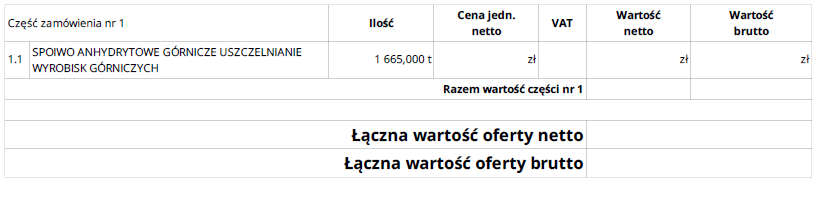 Część zamówienia nr 1 Ilość Cena jedn. netto VAT Wartość netto Wartość brutto
1.1 SPOIWO ANHYDRYTOWE GÓRNICZE USZCZELNIANIE 1 665,000 t zł zł zł
WYROBISK GÓRNICZYCH
Razem wartość części nr 1
Łączna wartość oferty netto
Łączna wartość oferty brutto